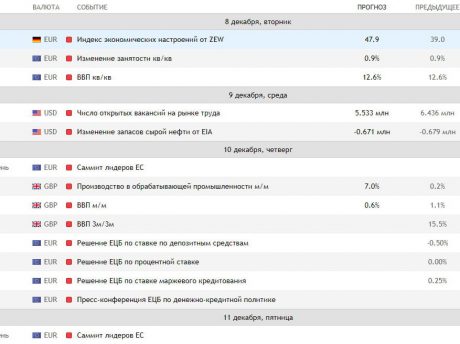 ВАЛЮТА СОБЫТИЕ ПРОГНОЗ ПРЕДЫДУЩЕЕ
8 декабря, вторник
EUR Индекс экономических настроений от ZEW 47.9 39.0
EUR Изменение занятости кв/кв 0.9% 0.9%
EUR ВВП кв/кв 12.6% 12.6%
9 декабря, среда
USD Число открытых вакансий на рынке труда 5.533 млн 6.436 млн
USD Изменение запасов сырой нефти от EIA -0.671 млн -0.679 млн
10 декабря, четверг
ень EUR Саммит лидеров ЕС
GBP Производство в обрабатывающей промышленности м/м 7.0% 0.2%
GBP ВВП м/м 0.6% 1.1%
GBP ВВП 3м/3м 15.5%
EUR Решение ЕЦБ по ставке по депозитным средствам -0.50%
EUR Решение ЕЦБ по процентной ставке 0.00%
EUR Решение ЕЦБ по ставке маржевого кредитования 0.25%
EUR Пресс-конференция ЕЦБ по денежно-кредитной политике
11 декабря, пятница
ень EUR Саммит лидеров ЕС